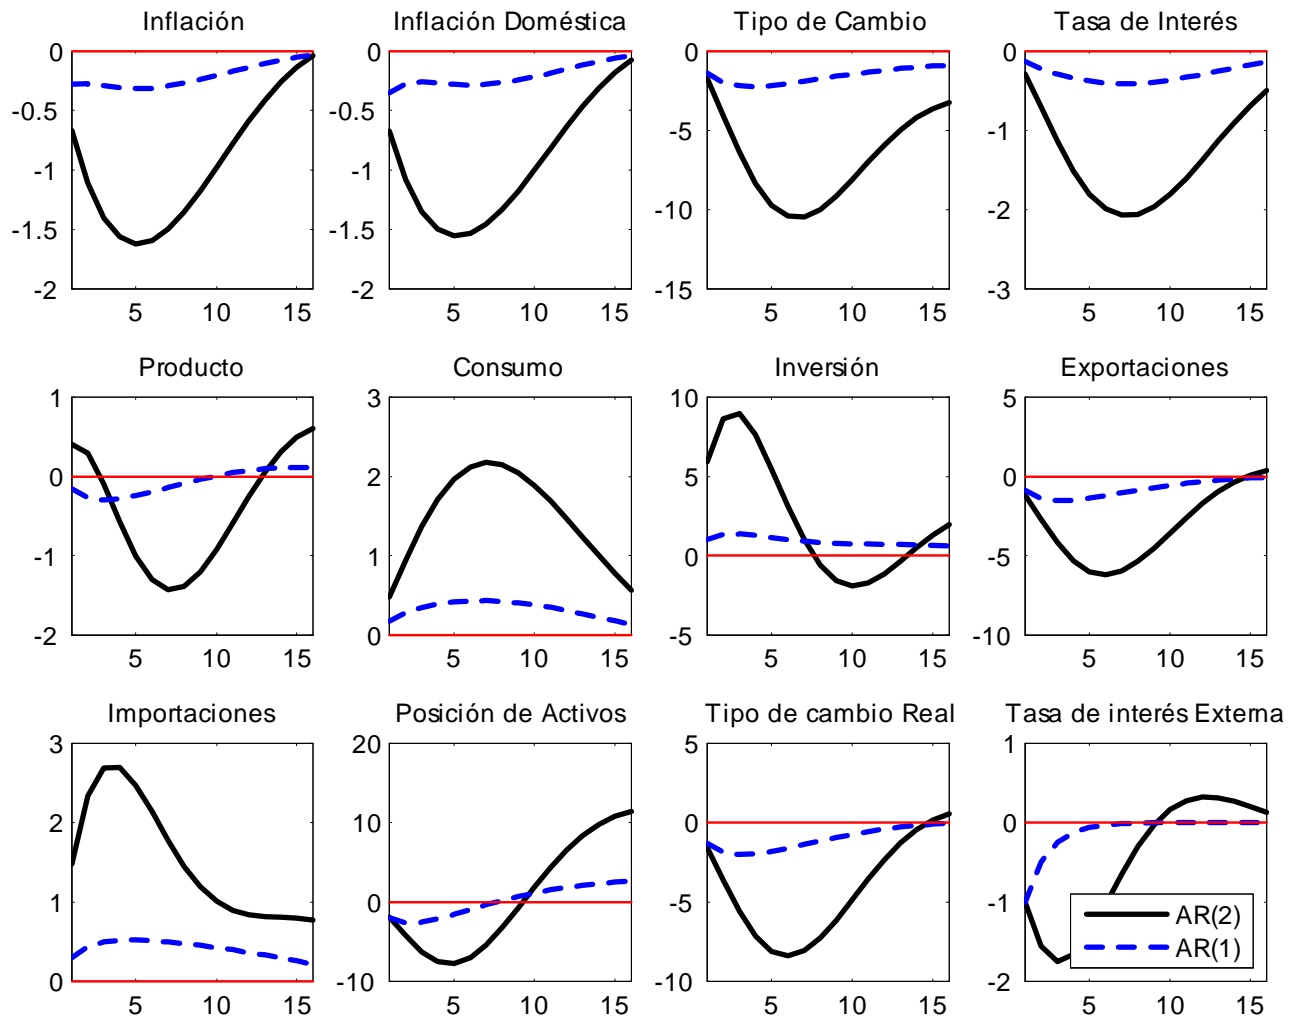 Inflación
Inflación Doméstica
Tipo de Cambio
Tasa de Interés
0
-0.5
-1
-1.5
-2
5 10 15
0
-0.5
-1
-1.5
-2
5 10 15
0
-5
-10
-15
5 10 15
0
-1
-2
-3
5 10 15
Producto
Consumo
Inversión
Exportaciones
1
0
-1
-2
5 10 15
3
2
1
0
5 10 15
10
5
0
-5
5 10 15
5
0
-5
-10
5 10 15
Importaciones
Posición de Activos
Tipo de cambio Real
Tasa de interés Externa
3
2
1
0
5 10 15
20
10
0
-10
5 10 15
5
0
-5
-10
5 10 15
1
0
-1
-2
5 10 15
AR(2)
AR(1)